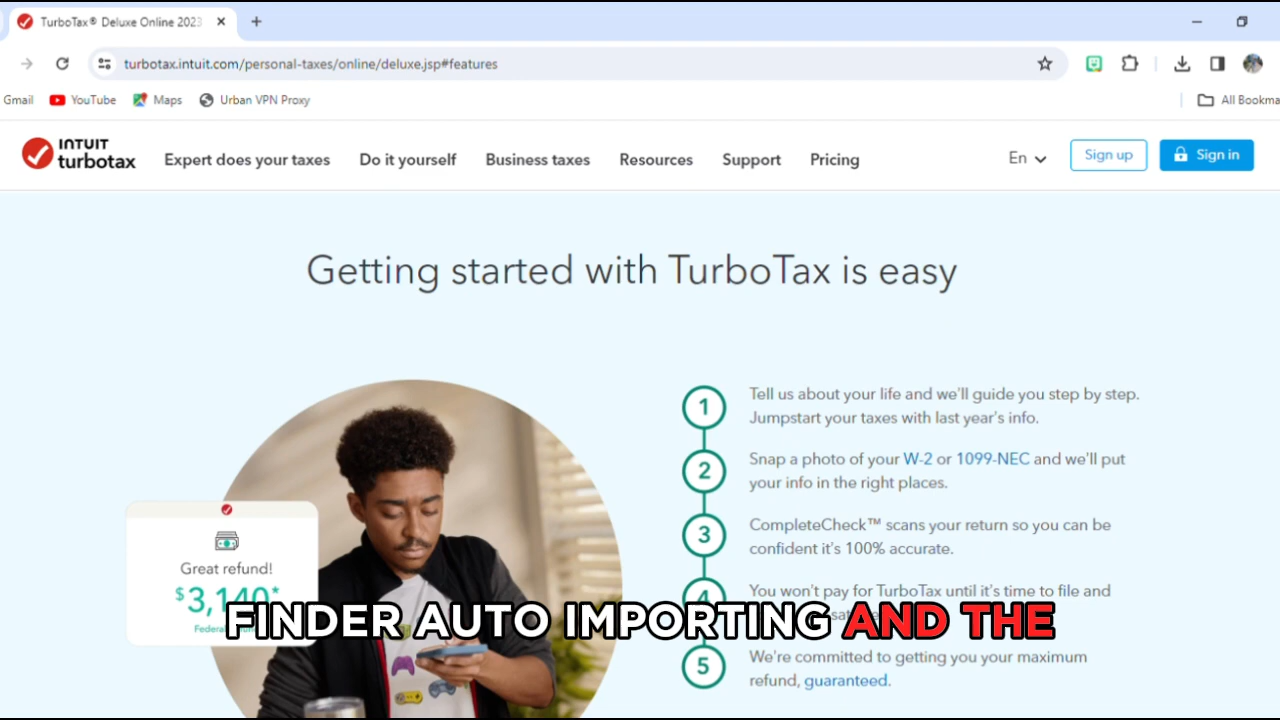 TurboTax® Deluxe Online 2023
turbotax.intuit.com/personal-taxes/online/deluxe.jsp#features
Gmail YouTube Maps Urban VPN Proxy All Bookma
INTUIT
turbotax
Expert does your taxes Do it yourself Business taxes Resources Support Pricing En Sign up Sign in
Getting started with TurboTax is easy
1 Tell us about your life and we'll guide you step by step.
Jumpstart your taxes with last year's info.
2 Snap a photo of your W-2 or 1099-NEC and we'll put
your info in the right places.
3 CompleteCheck™ scans your return so you can be
confident it's 100% accurate.
4 You won't pay for TurboTax until it's time to file and
5 We're committed to getting you your maximum
refund, guaranteed.
Great refund!
$3,140*
Federal
FINDER AUTO IMPORTING AND THE